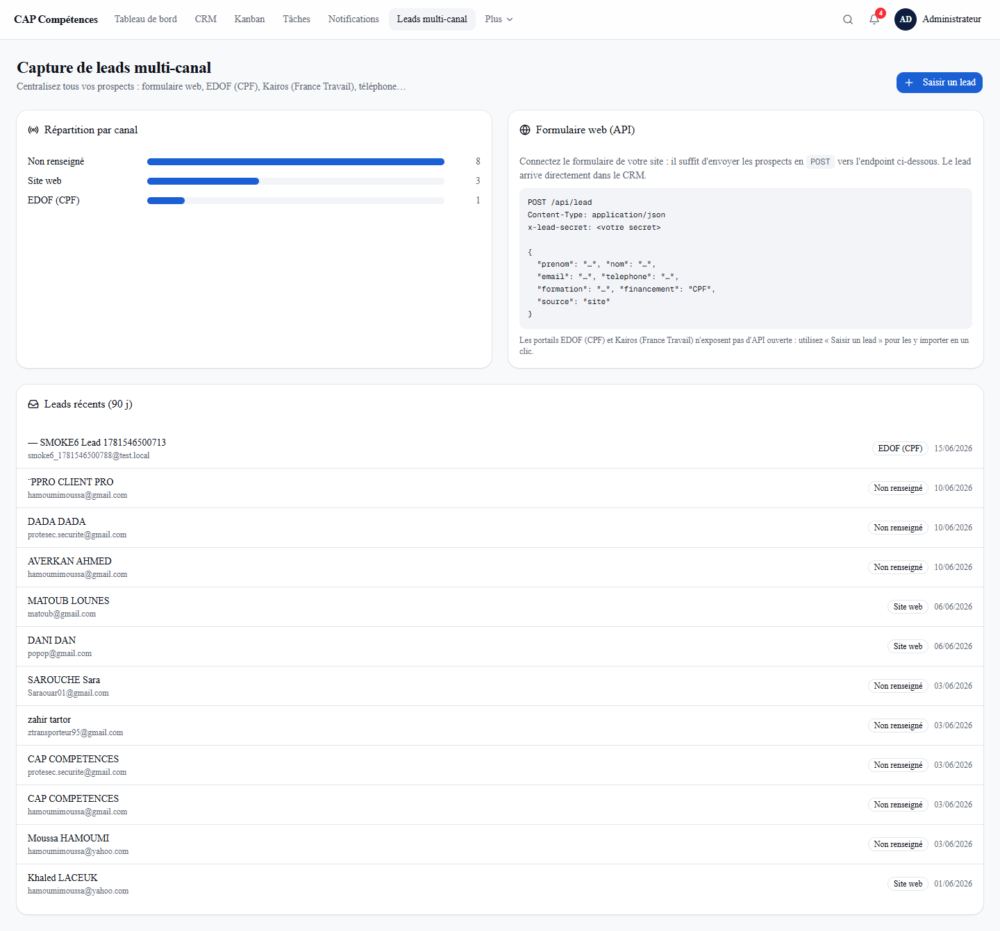 CAP Compétences Tableau de bord CRM Kanban Tâches Notifications Leads multi-canal Plus 4 AD Administrateur
Capture de leads multi-canal
Centralisez tous vos prospects : formulaire web, EDOF (CPF), Kairos (France Travail), téléphone…
Saisir un lead
Répartition par canal
Non renseigné 8
Site web 3
EDOF (CPF) 1
Formulaire web (API)
Connectez le formulaire de votre site : il suffit d'envoyer les prospects en POST vers l'endpoint ci-dessous. Le lead
arrive directement dans le CRM.
POST /api/lead
Content-Type: application/json
x-lead-secret: <votre secret>
{
"prenom": "…", "nom": "…",
"email": "…", "telephone": "…",
"formation": "…", "financement": "CPF",
"source": "site"
}
Les portails EDOF (CPF) et Kairos (France Travail) n'exposent pas d'API ouverte : utilisez « Saisir un lead » pour les y importer en un
clic.
Leads récents (90 j)
— SMOKE6 Lead 1781546500713
smoke6_1781546500788@test.local
EDOF (CPF) 15/06/2026
¨PPRO CLIENT PRO
hamoumimoussa@gmail.com
Non renseigné 10/06/2026
DADA DADA
protesec.securite@gmail.com
Non renseigné 10/06/2026
AVERKAN AHMED
hamoumimoussa@gmail.com
Non renseigné 10/06/2026
MATOUB LOUNES
matoub@gmail.com
Site web 06/06/2026
DANI DAN
popop@gmail.com
Site web 06/06/2026
SAROUCHE Sara
Saraouar01@gmail.com
Non renseigné 03/06/2026
zahir tartor
ztransporteur95@gmail.com
Non renseigné 03/06/2026
CAP COMPETENCES
protesec.securite@gmail.com
Non renseigné 03/06/2026
CAP COMPETENCES
hamoumimoussa@gmail.com
Non renseigné 03/06/2026
Moussa HAMOUMI
hamoumimoussa@yahoo.com
Non renseigné 03/06/2026
Khaled LACEUK
hamoumimoussa@yahoo.com
Site web 01/06/2026